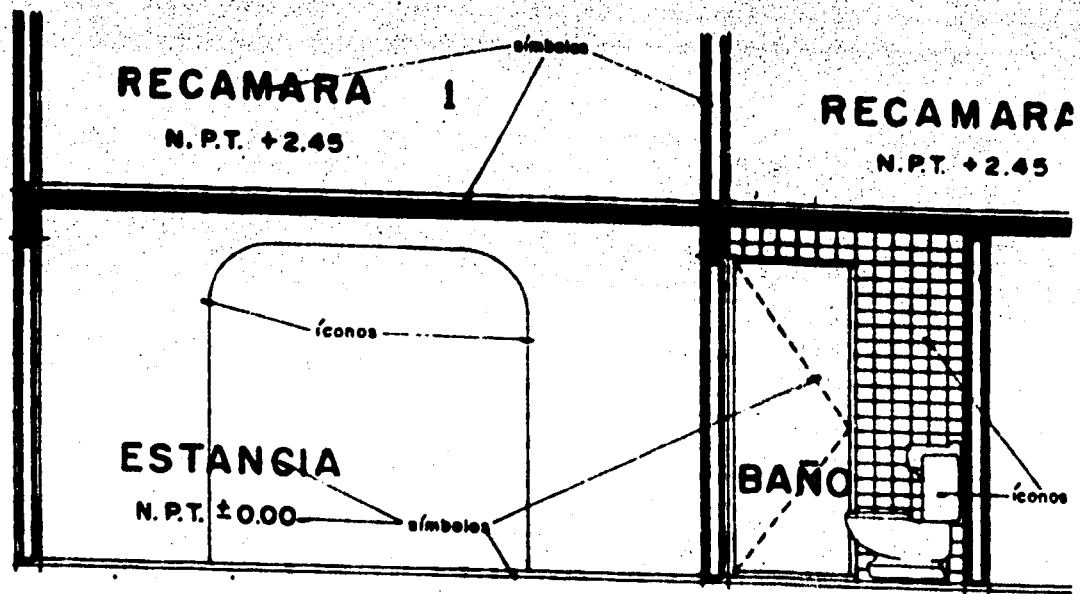 símbolos
RECAMARA 1
N.P.T. +2.45
RECAMARA
N.P.T. +2.45
íconos
ESTANCIA
N.P.T. ±0.00
símbolos
BAÑO
íconos